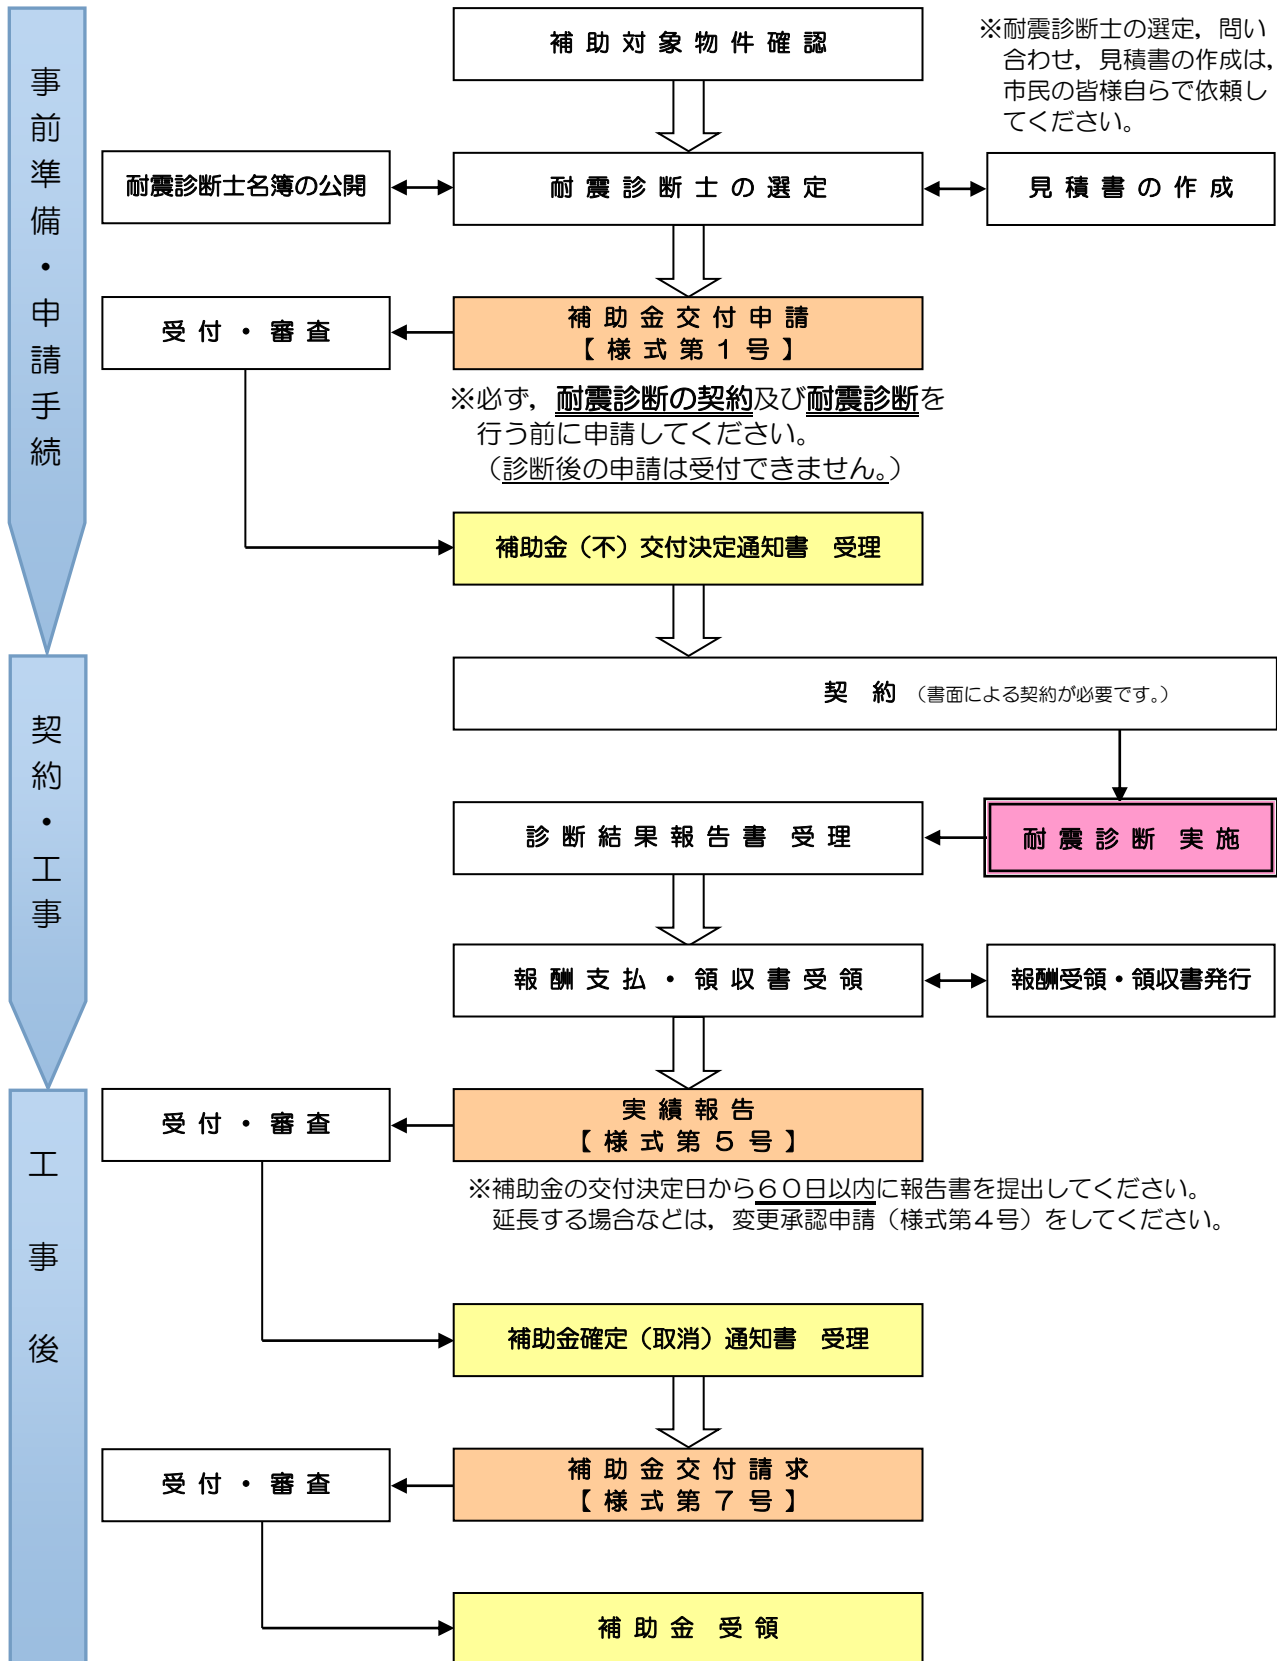 事前準備・申請手続
補助対象物件確認
※耐震診断士の選定，問い
合わせ，見積書の作成は，
市民の皆様自らで依頼し
てください。
耐震診断士名簿の公開
耐震診断士の選定
見積書の作成
受付・審査
補助金交付申請
【様式第１号】
※必ず，耐震診断の契約及び耐震診断を
行う前に申請してください。
（診断後の申請は受付できません。）
補助金（不）交付決定通知書　受理
契約・工事
契　約　（書面による契約が必要です。）
診断結果報告書　受理
耐震診断　実施
報酬支払・領収書受領
報酬受領・領収書発行
工事後
受付・審査
実績報告
【様式第５号】
※補助金の交付決定日から６０日以内に報告書を提出してください。
延長する場合などは，変更承認申請（様式第４号）をしてください。
補助金確定（取消）通知書　受理
受付・審査
補助金交付請求
【様式第７号】
補助金　受領